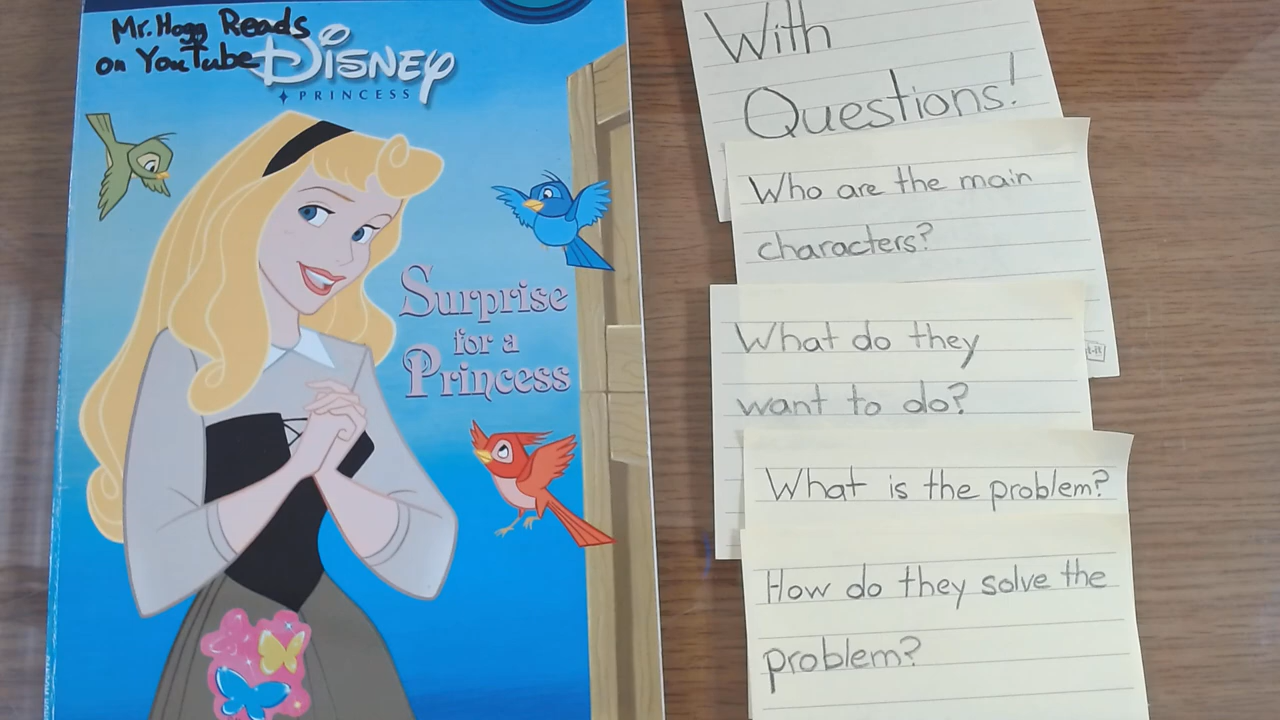 Mr. Hogg Reads
on YouTube
Disney
PRINCESS
Surprise
for a
Princess
With
Questions!
Who are the main
characters?
What do they
want to do?
What is the problem?
How do they solve the
problem?